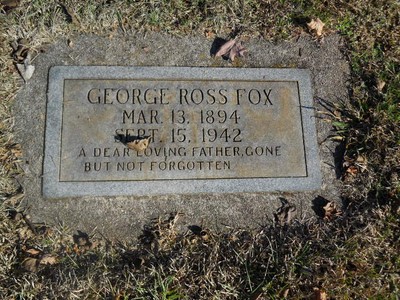 GEORGE ROSS FOX
MAR. 13, 1894
SEPT. 15, 1942
A DEAR LOVING FATHER, GONE
BUT NOT FORGOTTEN